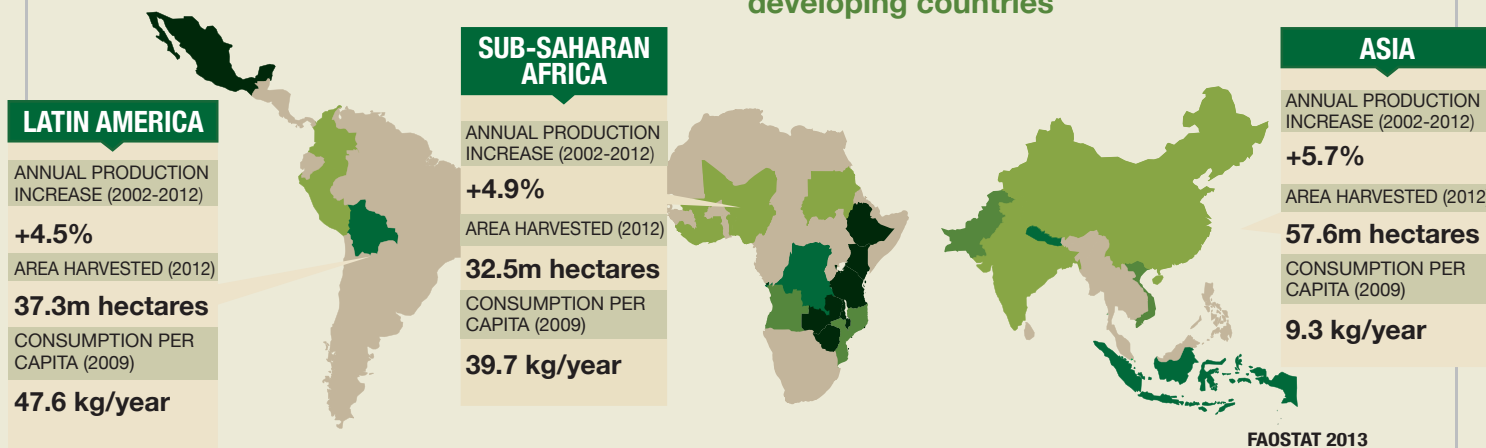 developing countries
LATIN AMERICA
ANNUAL PRODUCTION
INCREASE (2002-2012)
+4.5%
AREA HARVESTED (2012)
37.3m hectares
CONSUMPTION PER
CAPITA (2009)
47.6 kg/year
SUB-SAHARAN
AFRICA
ANNUAL PRODUCTION
INCREASE (2002-2012)
+4.9%
AREA HARVESTED (2012)
32.5m hectares
CONSUMPTION PER
CAPITA (2009)
39.7 kg/year
ASIA
ANNUAL PRODUCTION
INCREASE (2002-2012)
+5.7%
AREA HARVESTED (2012
57.6m hectares
CONSUMPTION PER
CAPITA (2009)
9.3 kg/year
FAOSTAT 2013